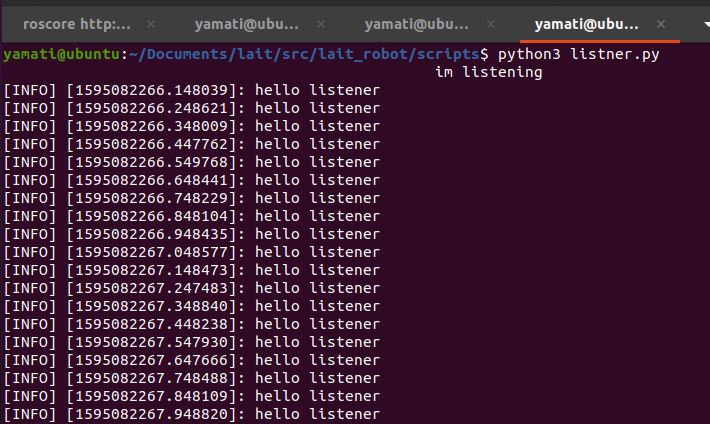 roscore http:... × yamati@ubu... × yamati@ubu... × yamati@ubu... ×
yamati@ubuntu:~/Documents/lait/src/lait_robot/scripts$ python3 listner.py
im listening
[INFO] [1595082266.148039]: hello listener
[INFO] [1595082266.248621]: hello listener
[INFO] [1595082266.348009]: hello listener
[INFO] [1595082266.447762]: hello listener
[INFO] [1595082266.549768]: hello listener
[INFO] [1595082266.648441]: hello listener
[INFO] [1595082266.748229]: hello listener
[INFO] [1595082266.848104]: hello listener
[INFO] [1595082266.948435]: hello listener
[INFO] [1595082267.048577]: hello listener
[INFO] [1595082267.148473]: hello listener
[INFO] [1595082267.247483]: hello listener
[INFO] [1595082267.348840]: hello listener
[INFO] [1595082267.448238]: hello listener
[INFO] [1595082267.547930]: hello listener
[INFO] [1595082267.647666]: hello listener
[INFO] [1595082267.748488]: hello listener
[INFO] [1595082267.848109]: hello listener
[INFO] [1595082267.948820]: hello listener